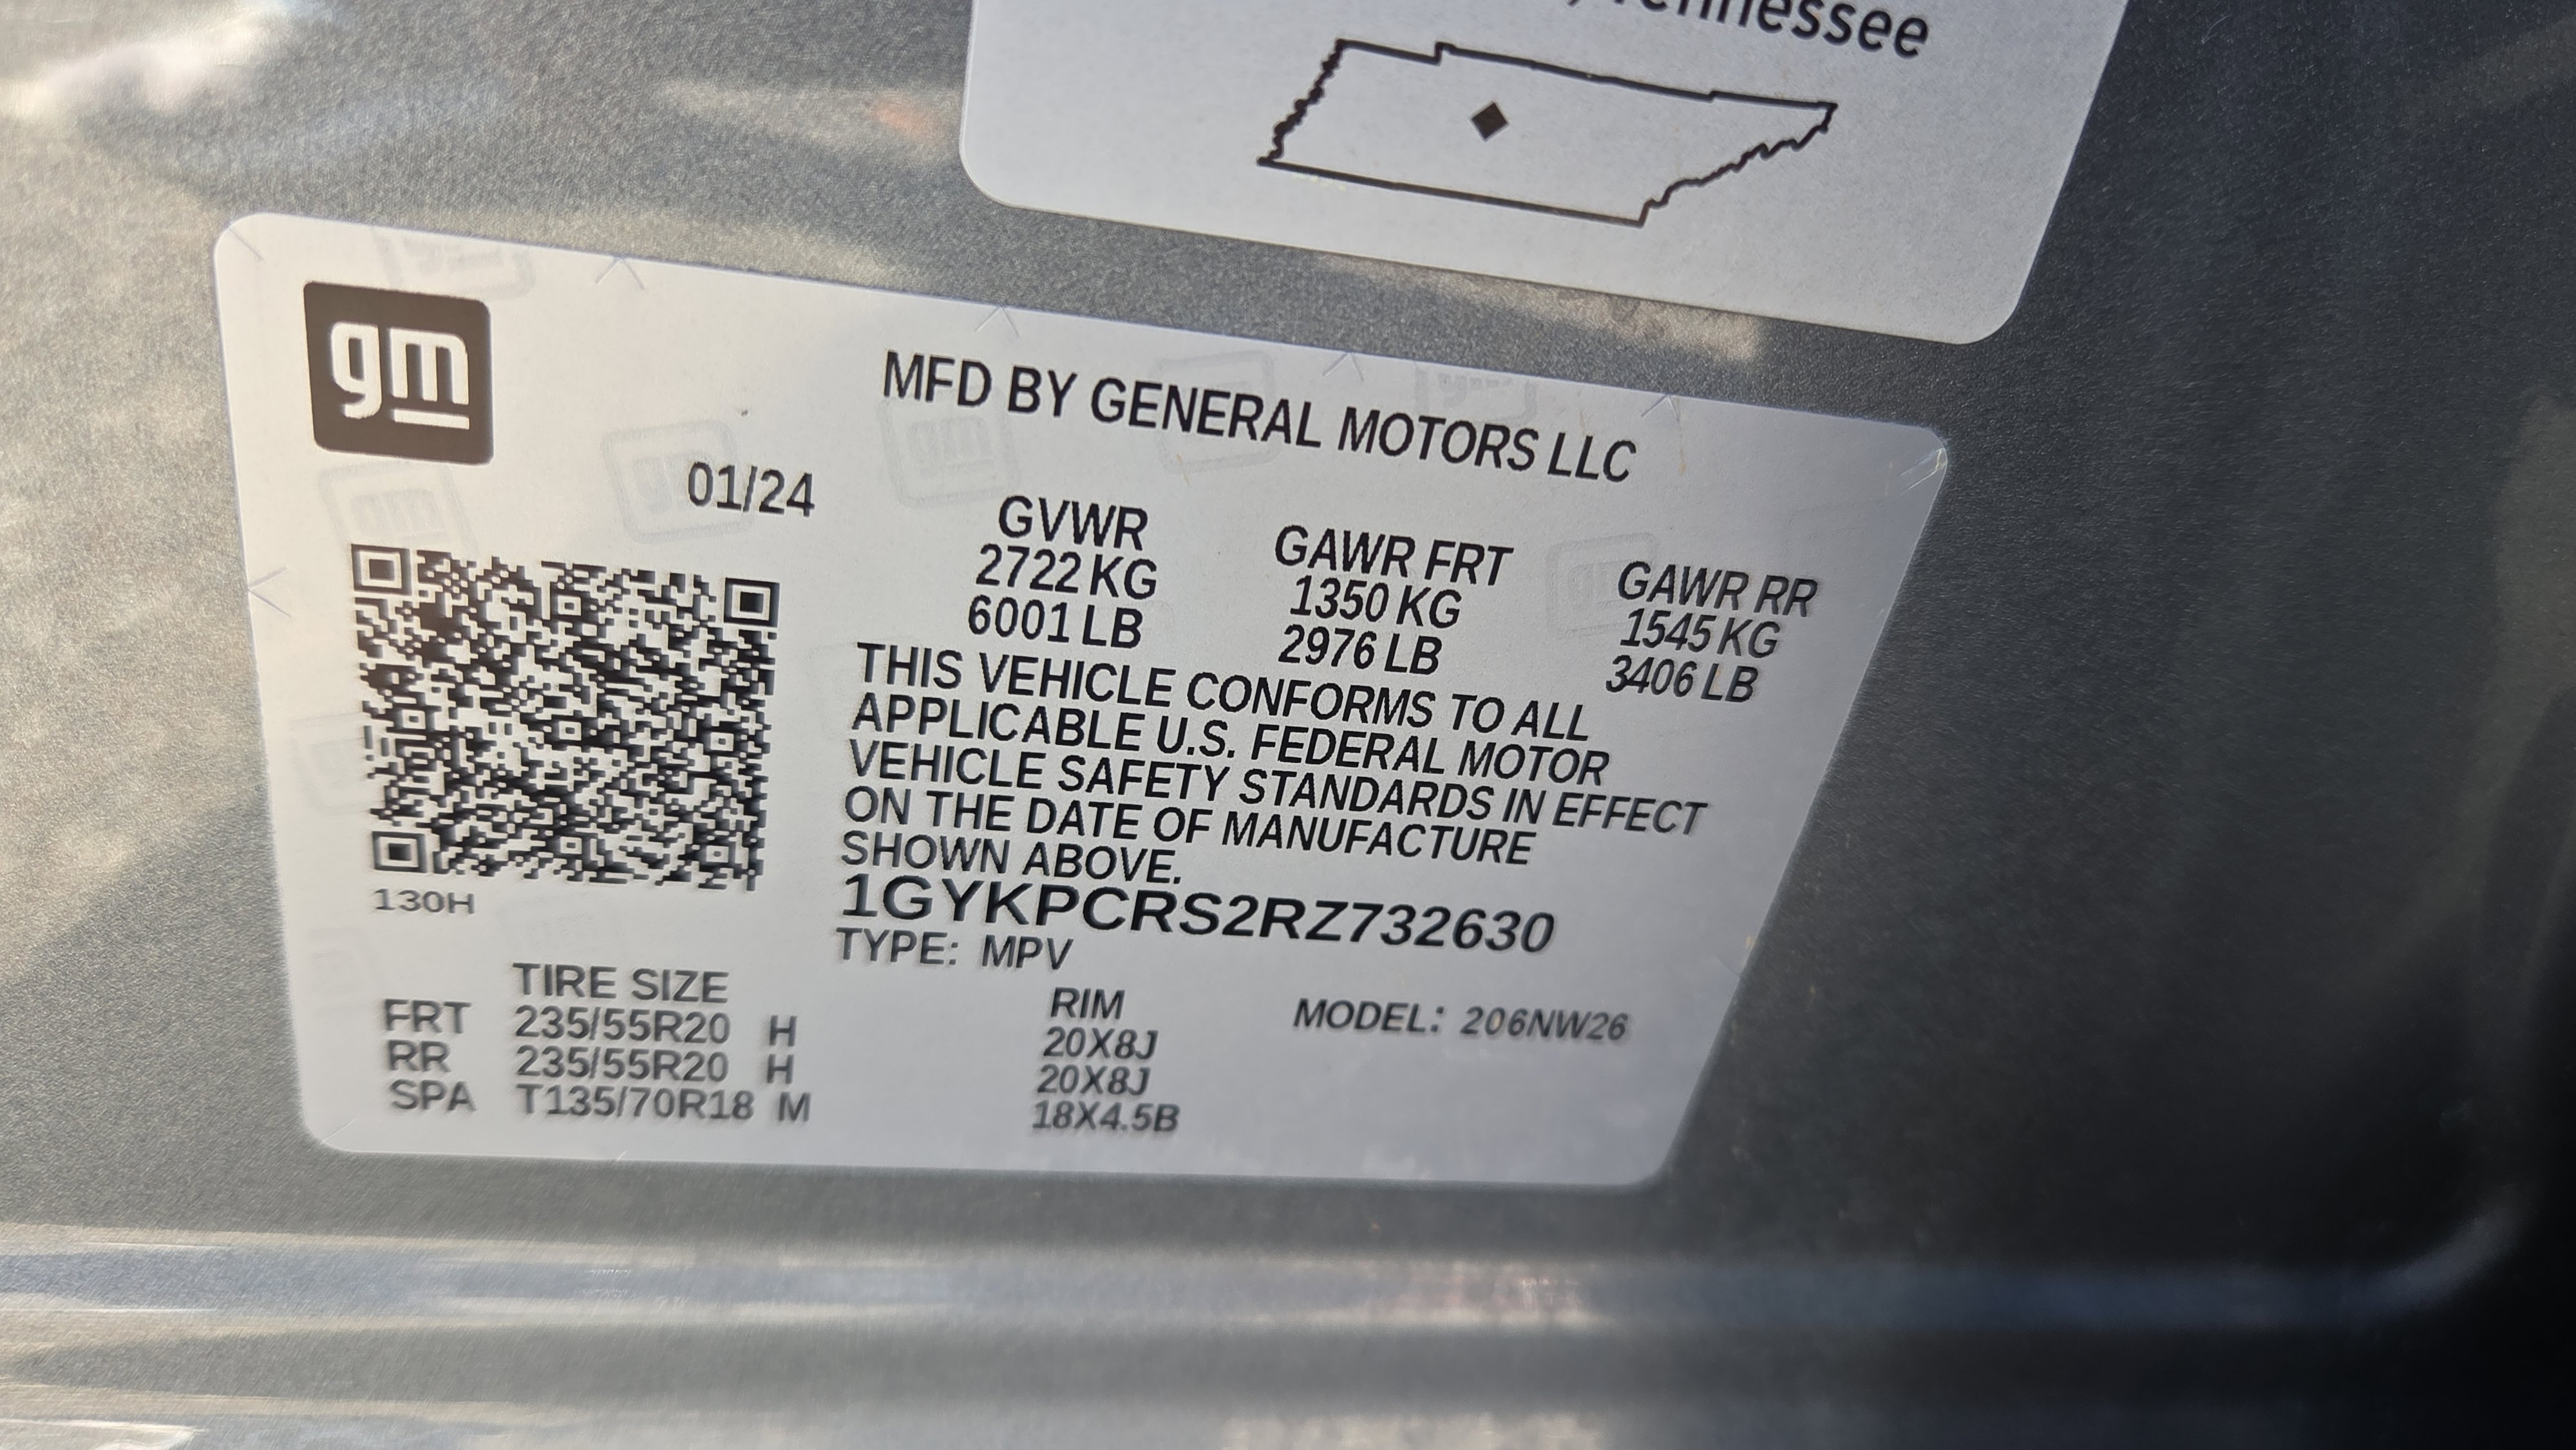 Tennessee
gm
MFD BY GENERAL MOTORS LLC
01/24
GVWR GAWR FRT GAWR RR
2722 KG 1350 KG 1545 KG
6001 LB 2976 LB 3406 LB
THIS VEHICLE CONFORMS TO ALL
APPLICABLE U.S. FEDERAL MOTOR
VEHICLE SAFETY STANDARDS IN EFFECT
ON THE DATE OF MANUFACTURE
SHOWN ABOVE.
130H
1GYKPCRS2RZ732630
TYPE: MPV
TIRE SIZE RIM MODEL: 206NW26
FRT 235/55R20 H 20X8J
RR 235/55R20 H 20X8J
SPA T135/70R18 M 18X4.5B